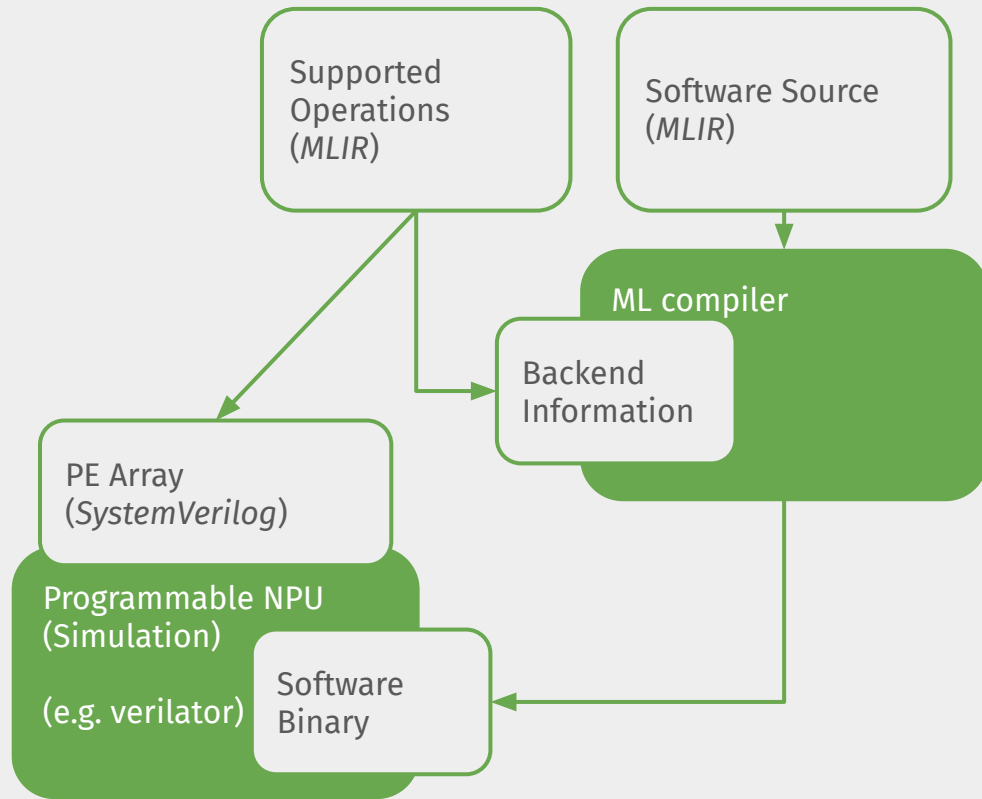 Supported
Operations
(MLIR)
Software Source
(MLIR)
ML compiler
Backend
Information
PE Array
(SystemVerilog)
Programmable NPU
(Simulation)
(e.g. verilator)
Software
Binary